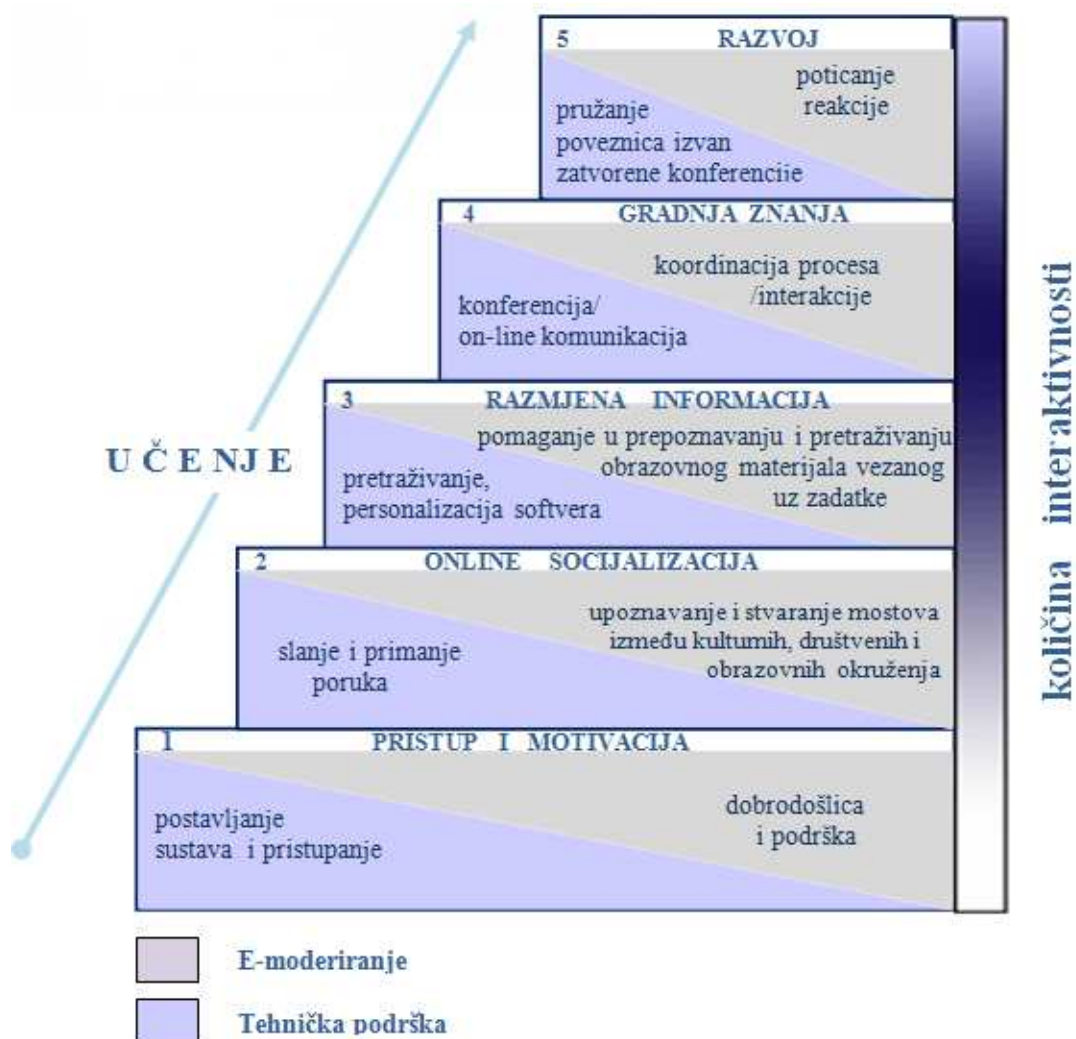 5 RAZVOJ
poticanje
reakcije
pružanje
poveznica izvan
zatvorene konferencije
4 GRADNJA ZNANJA
koordinacija procesa
/interakcije
konferencija/
on-line komunikacija
3 RAZMJENA INFORMACIJA
pomaganje u prepoznavanju i pretraživanju
obrazovnog materijala vezanog
uz zadatke
pretraživanje,
personalizacija softvera
2 ONLINE SOCIJALIZACIJA
upoznavanje i stvaranje mostova
između kulturnih, društvenih i
obrazovnih okruženja
slanje i primanje
poruka
1 PRISTUP I MOTIVACIJA
dobrodošlica
i podrška
postavljanje
sustava i pristupanje
U Č E NJ E
količina interaktivnosti
E-moderiranje
Tehnička podrška